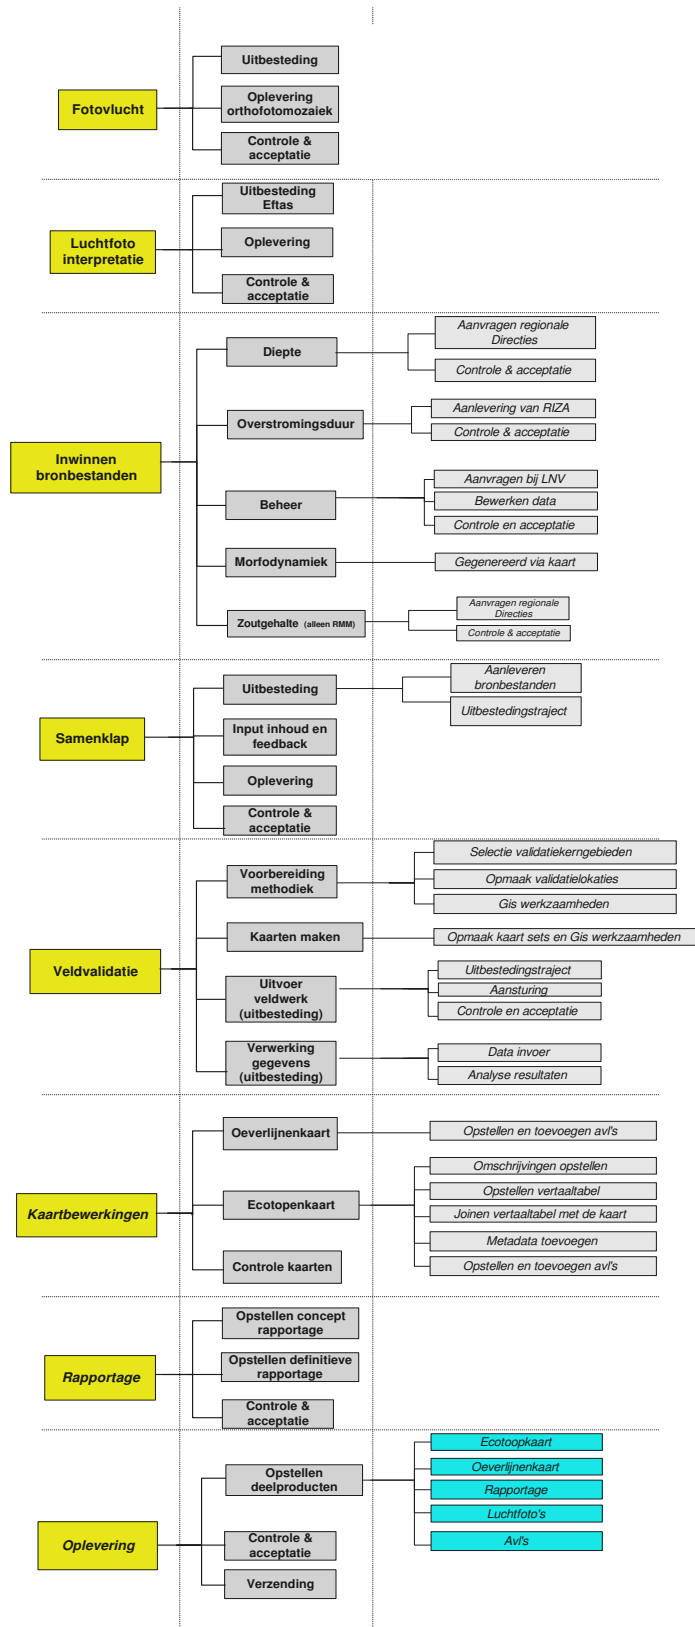 Fotovlucht
Uitbesteding
Oplevering
orthofotomozaiek
Controle &
acceptatie
Luchtfoto
interpretatie
Uitbesteding
Eftas
Oplevering
Controle &
acceptatie
Inwinnen
bronbestanden
Diepte
Aanvragen regionale
Directies
Controle & acceptatie
Overstromingsduur
Aanlevering van RIZA
Controle & acceptatie
Beheer
Aanvragen bij LNV
Bewerken data
Controle en acceptatie
Morfodynamiek
Gegenereerd via kaart
Zoutgehalte (alleen RMM)
Aanvragen regionale
Directies
Controle & acceptatie
Samenklap
Uitbesteding
Aanleveren
bronbestanden
Uitbestedingstraject
Input inhoud en
feedback
Oplevering
Controle &
acceptatie
Veldvalidatie
Voorbereiding
methodiek
Selectie validatiekerngebieden
Opmaak validatielokaties
Gis werkzaamheden
Kaarten maken
Opmaak kaart sets en Gis werkzaamheden
Uitvoer
veldwerk
(uitbesteding)
Uitbestedingstraject
Aansturing
Controle en acceptatie
Verwerking
gegevens
(uitbesteding)
Data invoer
Analyse resultaten
Kaartbewerkingen
Oeverlijnenkaart
Opstellen en toevoegen avl's
Ecotopenkaart
Omschrijvingen opstellen
Opstellen vertaaltabel
Joinen vertaaltabel met de kaart
Metadata toevoegen
Opstellen en toevoegen avl's
Controle kaarten
Rapportage
Opstellen concept
rapportage
Opstellen definitieve
rapportage
Controle &
acceptatie
Oplevering
Opstellen
deelproducten
Ecotoopkaart
Oeverlijnenkaart
Rapportage
Luchtfoto's
Avl's
Controle &
acceptatie
Verzending